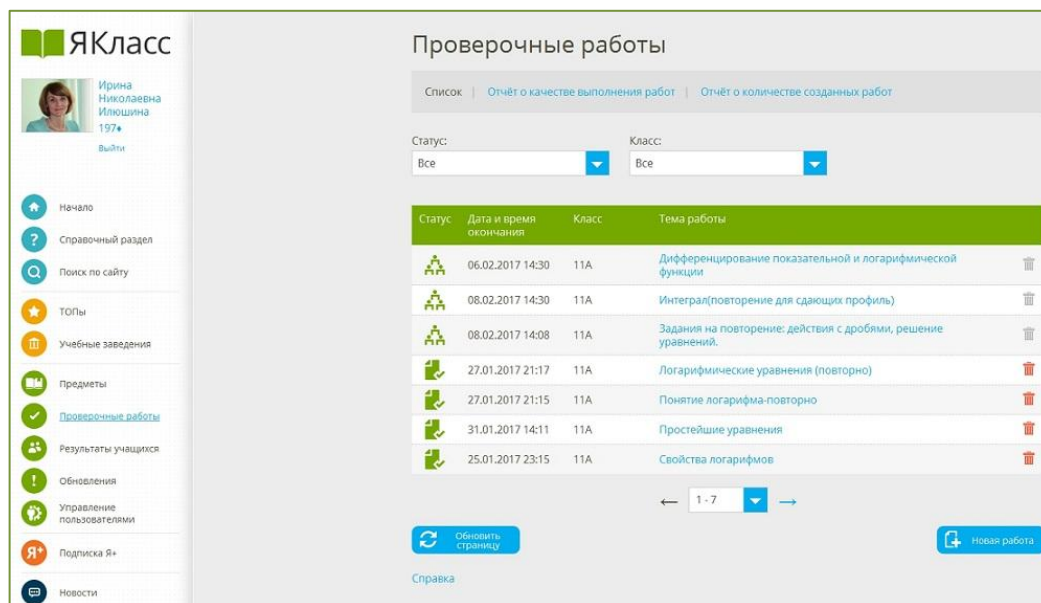 ЯКласс
Ирина
Николаевна
Илюшина
197
Выйти
Начало
Справочный раздел
Поиск по сайту
ТОПы
Учебные заведения
Предметы
Проверочные работы
Результаты учащихся
Обновления
Управление
пользователями
Я+ Подписка Я+
Новости
Проверочные работы
Список | Отчёт о качестве выполнения работ | Отчёт о количестве созданных работ
Статус: Класс:
Все Все
Статус Дата и время Класс Тема работы
окончания
06.02.2017 14:30 11А Дифференцирование показательной и логарифмической
функции
08.02.2017 14:30 11А Интеграл(повторение для сдающих профиль)
08.02.2017 14:08 11А Задания на повторение: действия с дробями, решение
уравнений.
27.01.2017 21:17 11А Логарифмические уравнения (повторно)
27.01.2017 21:15 11А Понятие логарифма-повторно
31.01.2017 14:11 11А Простейшие уравнения
25.01.2017 23:15 11А Свойства логарифмов
← 1 - 7 →
Обновить
страницу
Новая работа
Справка